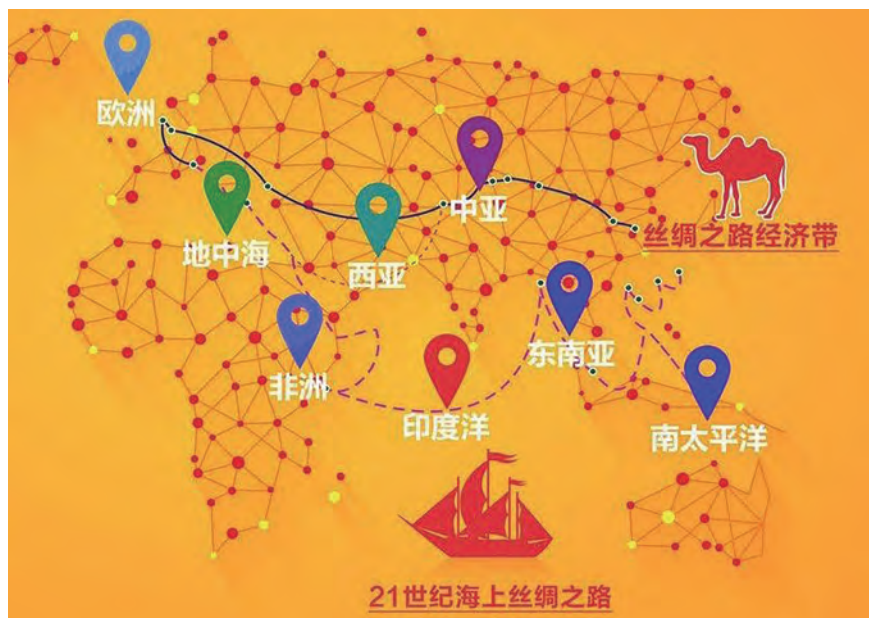 欧洲
中亚
丝绸之路经济带
地中海
西亚
东南亚
非洲
印度洋
南太平洋
21世纪海上丝绸之路